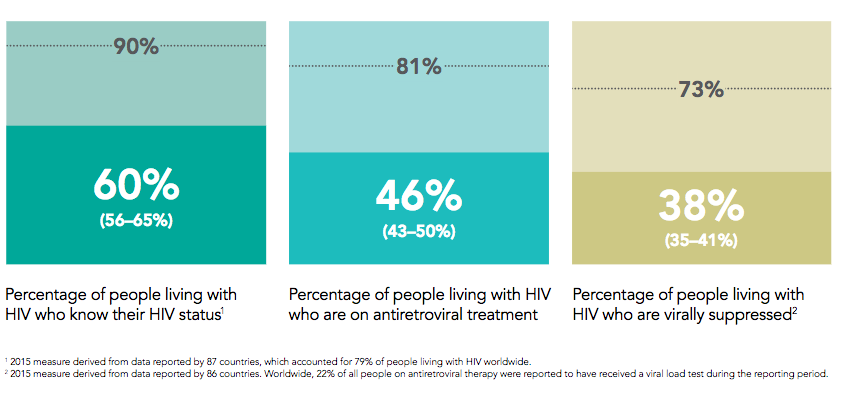 90%
81%
73%
60%
(56–65%)
46%
(43–50%)
38%
(35–41%)
Percentage of people living with
HIV who know their HIV status¹
Percentage of people living with HIV
who are on antiretroviral treatment
Percentage of people living with
HIV who are virally suppressed²
¹ 2015 measure derived from data reported by 87 countries, which accounted for 79% of people living with HIV worldwide.
² 2015 measure derived from data reported by 86 countries. Worldwide, 22% of all people on antiretroviral therapy were reported to have received a viral load test during the reporting period.